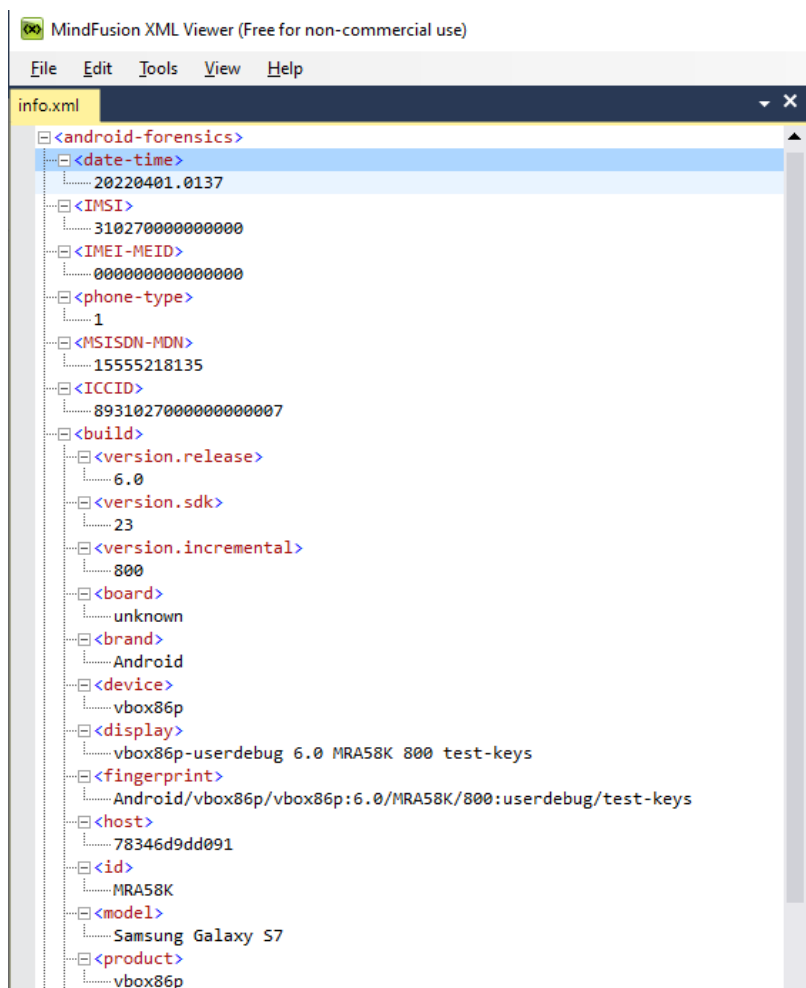 MindFusion XML Viewer (Free for non-commercial use)
File Edit Tools View Help
info.xml
<android-forensics>
<date-time>
20220401.0137
<IMSI>
310270000000000
<IMEI-MEID>
000000000000000
<phone-type>
1
<MSISDN-MDN>
15555218135
<ICCID>
8931027000000000007
<build>
<version.release>
6.0
<version.sdk>
23
<version.incremental>
800
<board>
unknown
<brand>
Android
<device>
vbox86p
<display>
vbox86p-userdebug 6.0 MRA58K 800 test-keys
<fingerprint>
Android/vbox86p/vbox86p:6.0/MRA58K/800:userdebug/test-keys
<host>
78346d9dd091
<id>
MRA58K
<model>
Samsung Galaxy S7
<product>
vbox86p